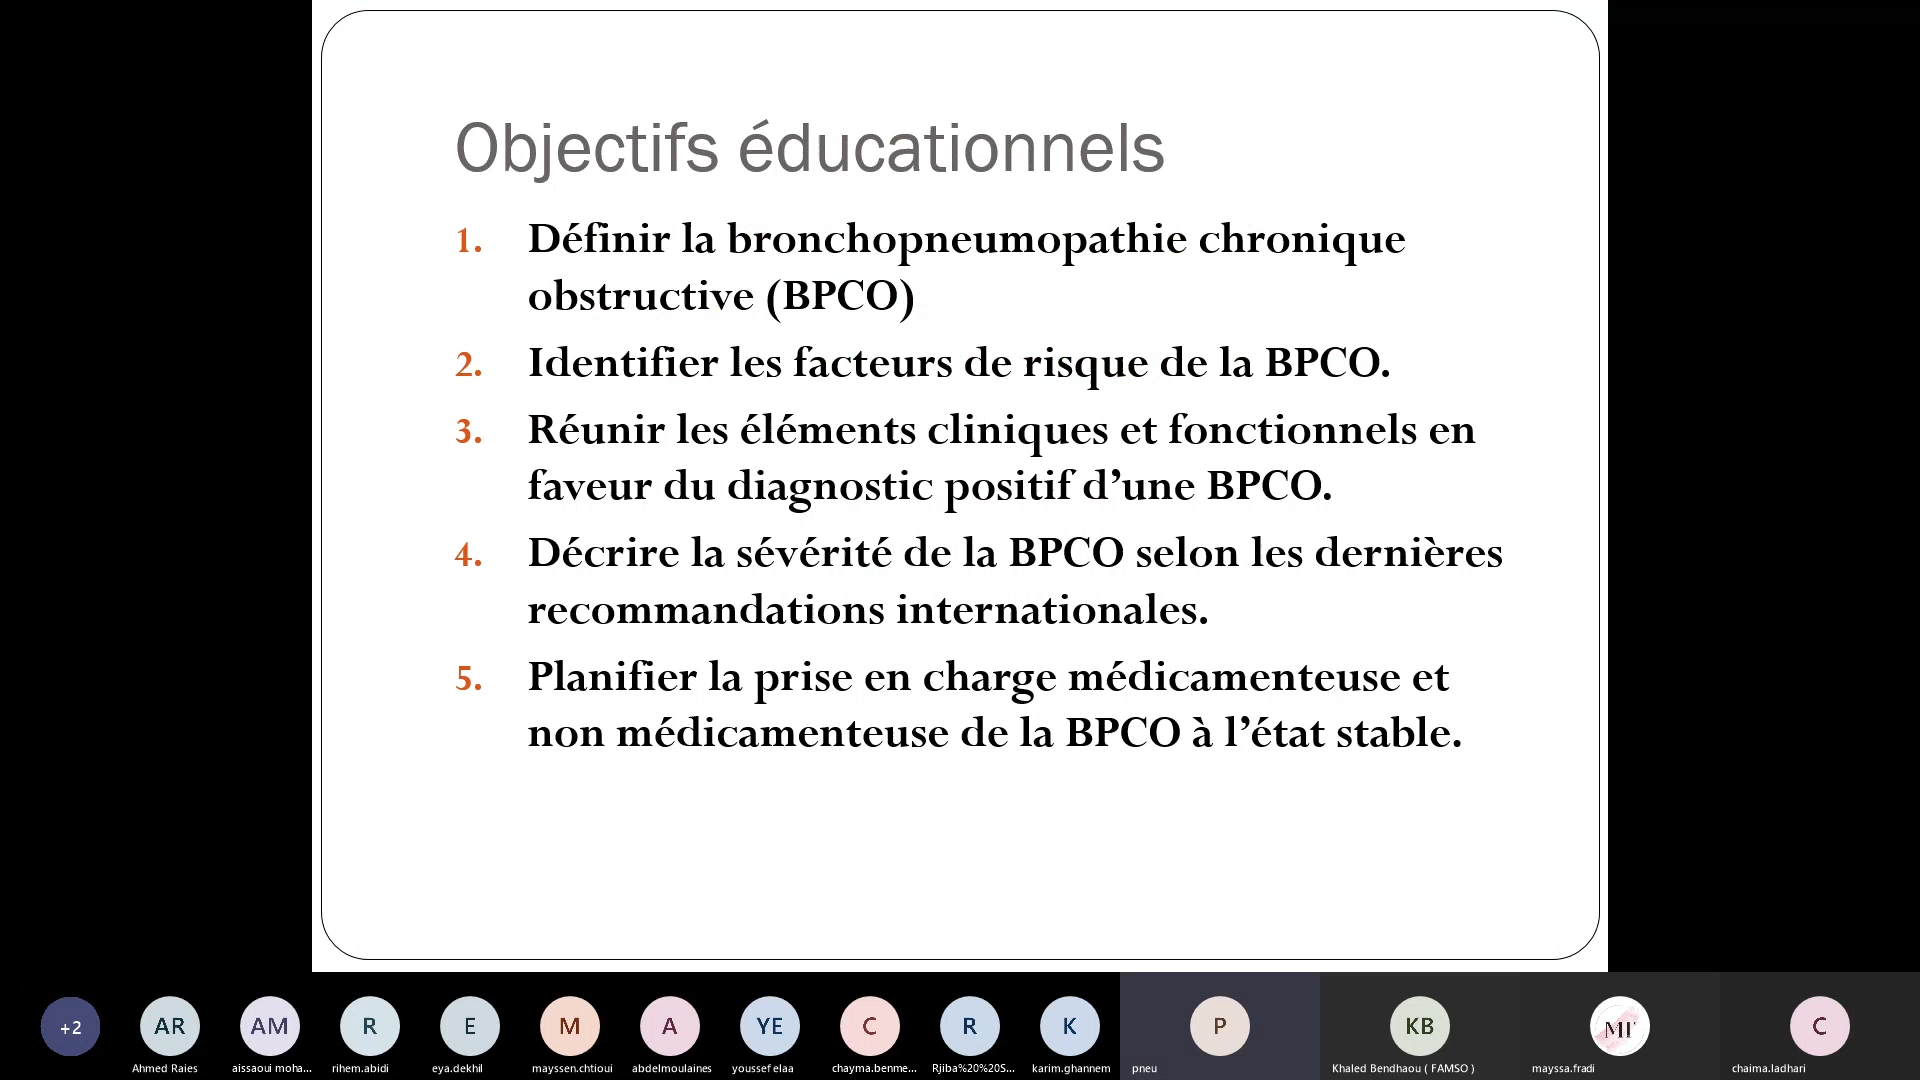 Objectifs éducationnels
1. Définir la bronchopneumopathie chronique
obstructive (BPCO)
2. Identifier les facteurs de risque de la BPCO.
3. Réunir les éléments cliniques et fonctionnels en
faveur du diagnostic positif d’une BPCO.
4. Décrire la sévérité de la BPCO selon les dernières
recommandations internationales.
5. Planifier la prise en charge médicamenteuse et
non médicamenteuse de la BPCO à l’état stable.
+2 AR AM R E M A YE C R K P KB MF C
Ahmed Raies aissaoui moha... rihem.abidi eya.dekhil mayssen.chtioui abdelmoulaines youssef elaa chayma.benme... Rjiba%20%20S... karim.ghannem pneu Khaled Bendhaou ( FAMSO ) mayssa.fradi chaima.ladhari